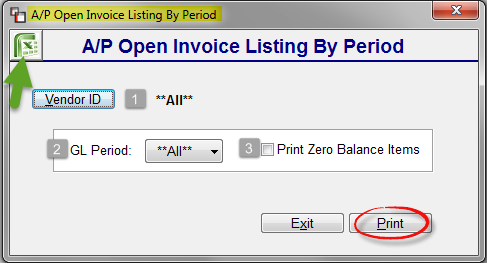 A/P Open Invoice Listing By Period
A/P Open Invoice Listing By Period
Vendor ID 1 **All**
2 GL Period: **All** 3 Print Zero Balance Items
Exit Print